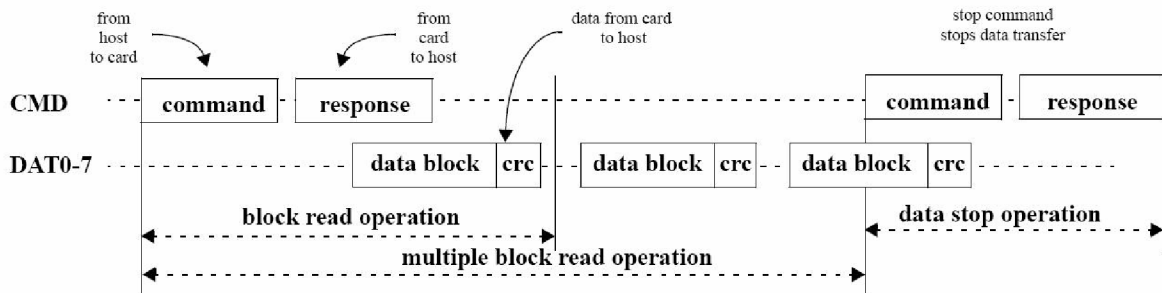 from
host
to card
from
card
to host
data from card
to host
stop command
stops data transfer
CMD
command
response
command
response
DAT0-7
data block
crc
data block
crc
data block
crc
block read operation
data stop operation
multiple block read operation